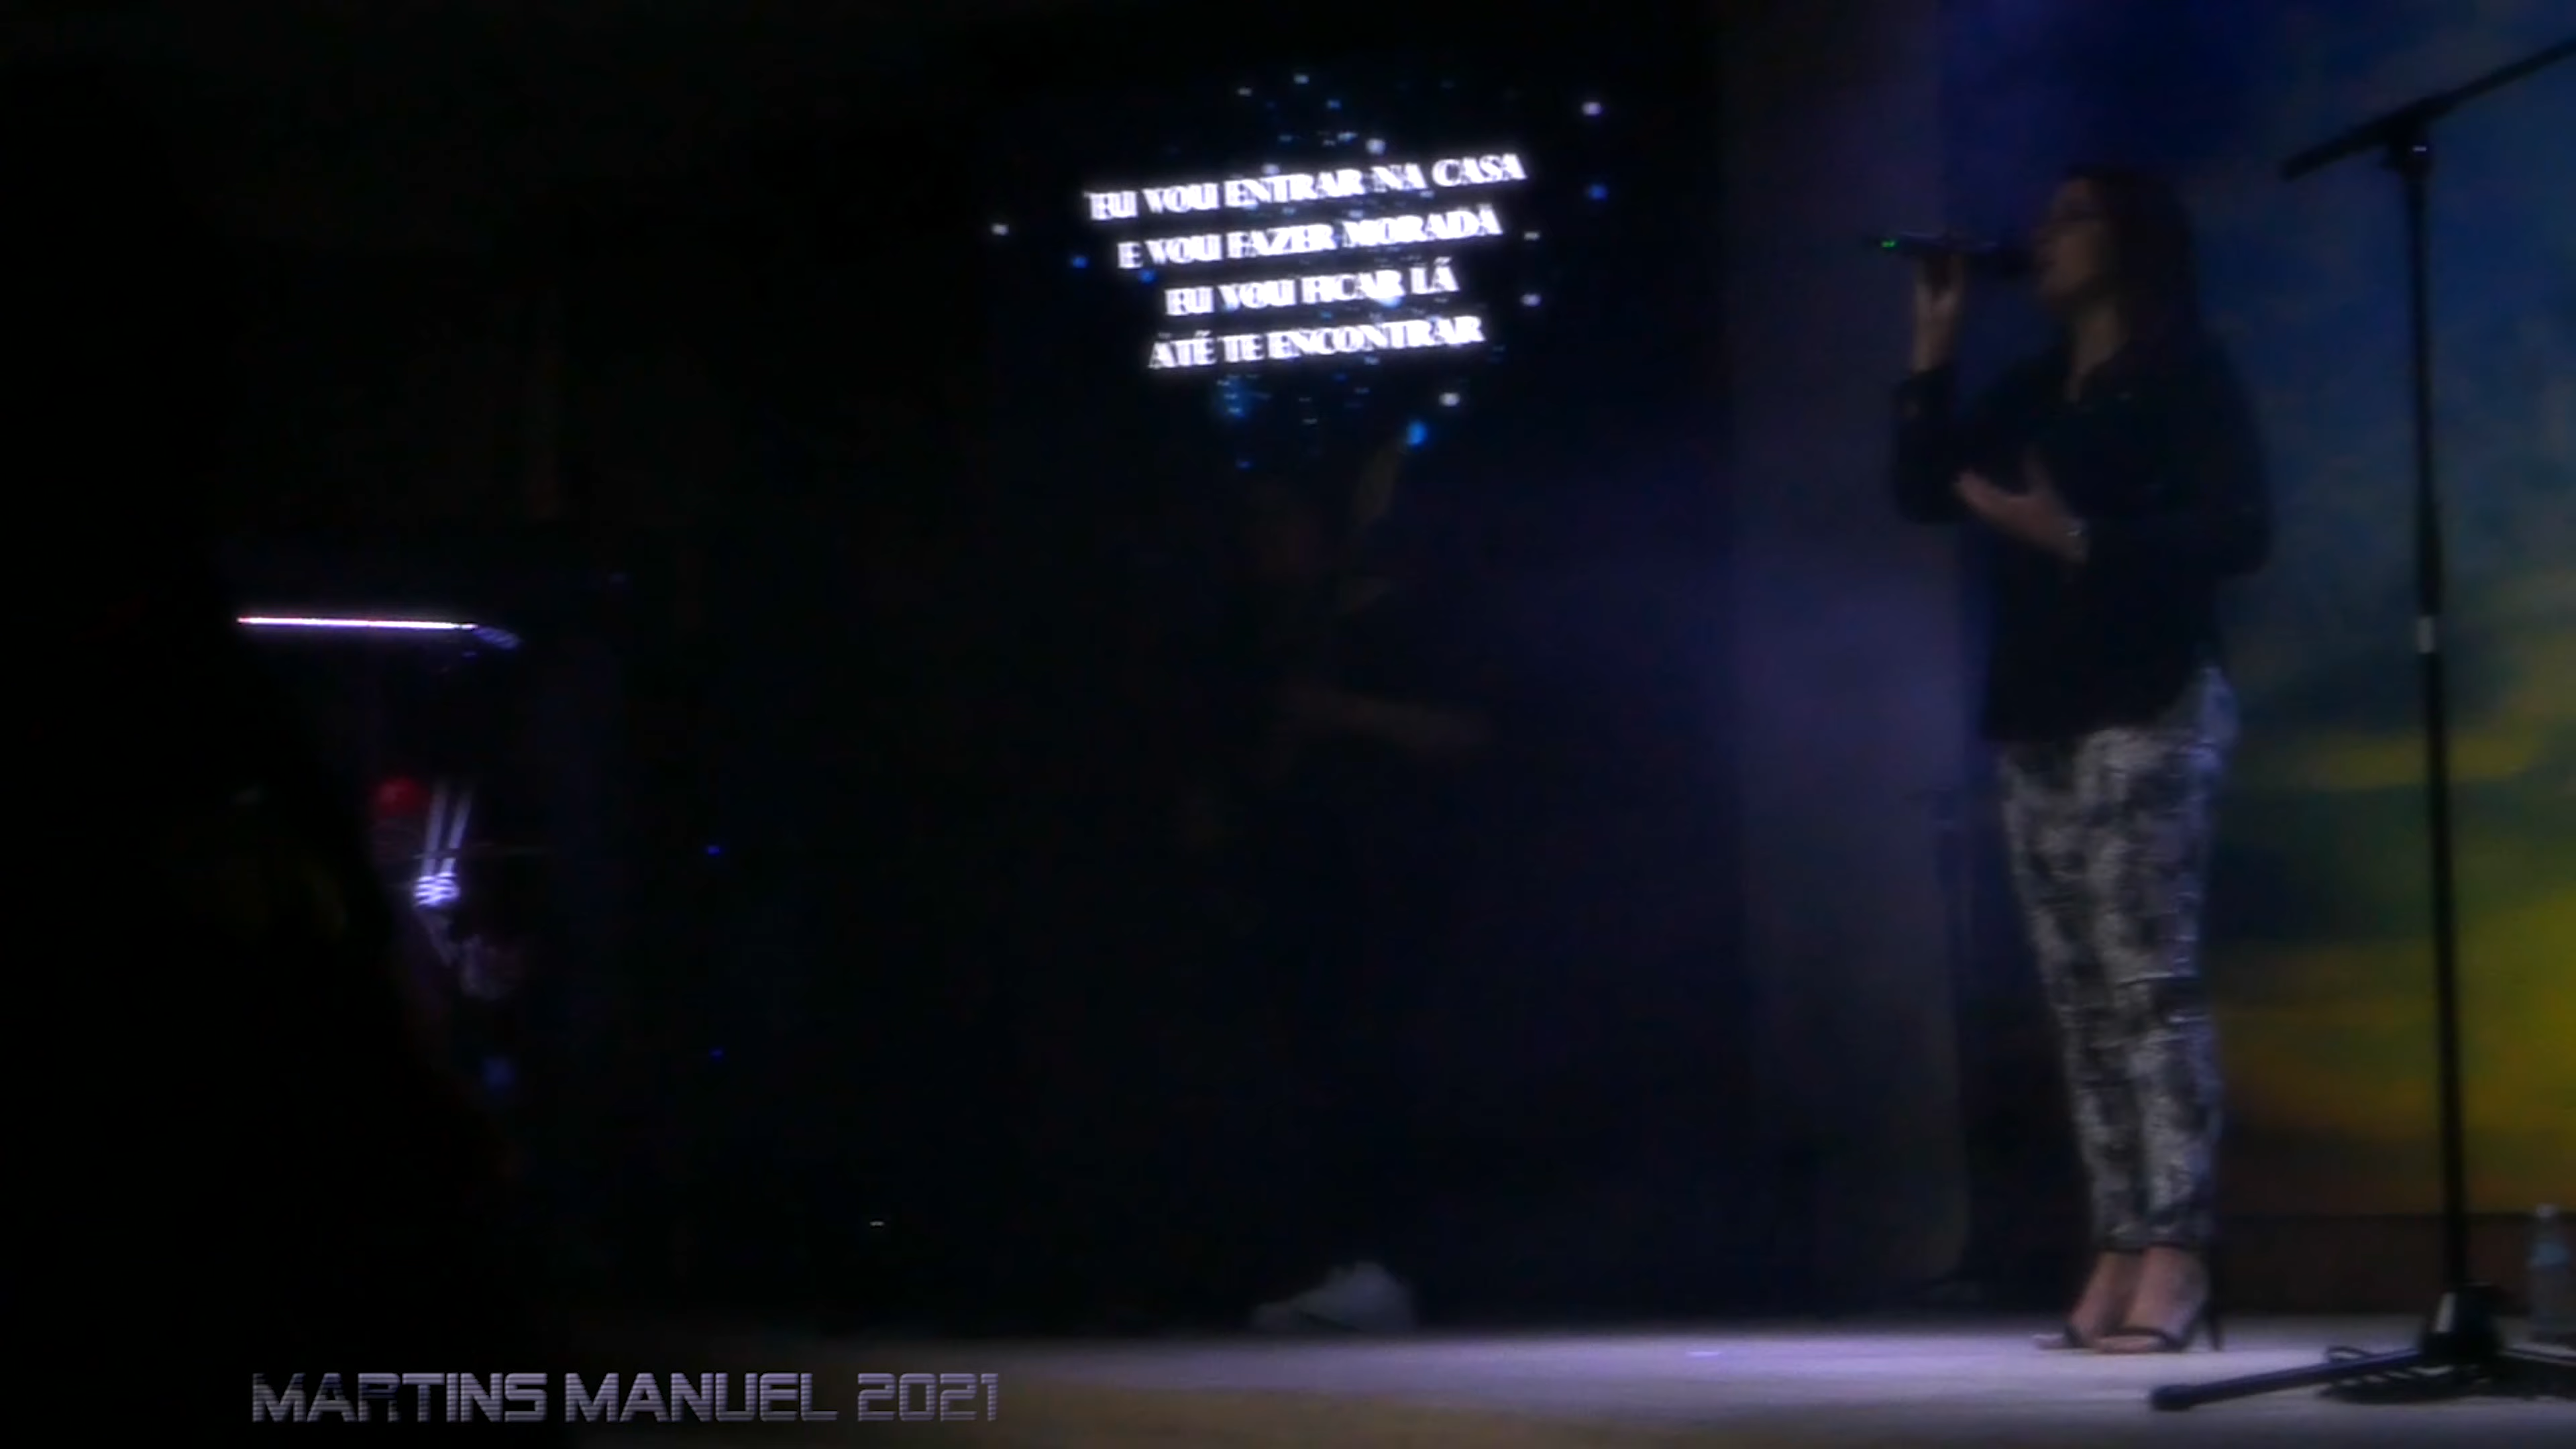 EU VOU ENTRAR NA CASA
E VOU FAZER MORADA
EU VOU FICAR LÁ
ATÉ TE ENCONTRAR
MARTINS MANUEL 2021